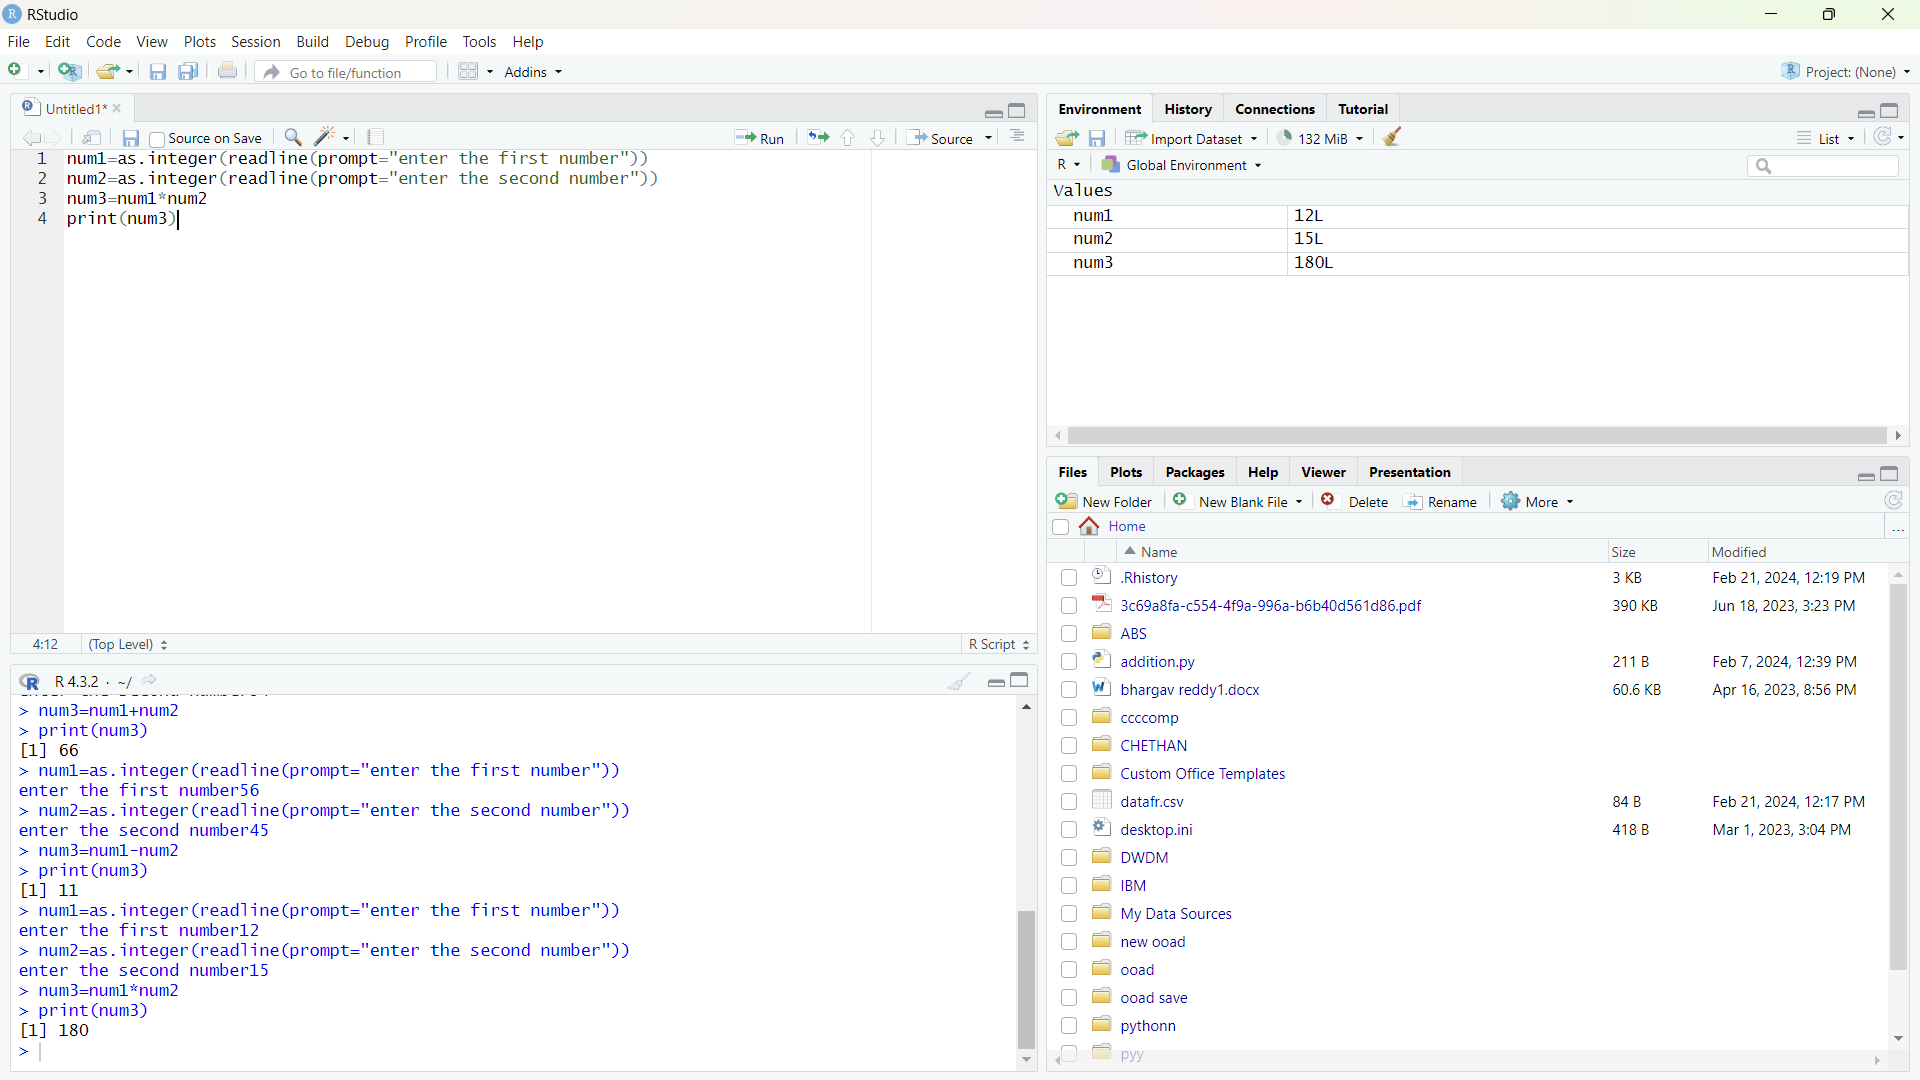 RStudio
File Edit Code View Plots Session Build Debug Profile Tools Help
Go to file/function Addins Project: (None)
Untitled1*
Source on Save Run Source
1 num1=as.integer(readline(prompt="enter the first number"))
2 num2=as.integer(readline(prompt="enter the second number"))
3 num3=num1*num2
4 print(num3)
4:12 (Top Level) R Script
R 4.3.2 · ~/
> num3=num1+num2
> print(num3)
[1] 66
> num1=as.integer(readline(prompt="enter the first number"))
enter the first number56
> num2=as.integer(readline(prompt="enter the second number"))
enter the second number45
> num3=num1-num2
> print(num3)
[1] 11
> num1=as.integer(readline(prompt="enter the first number"))
enter the first number12
> num2=as.integer(readline(prompt="enter the second number"))
enter the second number15
> num3=num1*num2
> print(num3)
[1] 180
>
Environment History Connections Tutorial
Import Dataset 132 MiB List
R Global Environment
Values
num1 12L
num2 15L
num3 180L
Files Plots Packages Help Viewer Presentation
New Folder New Blank File Delete Rename More
Home ...
Name Size Modified
.Rhistory 3 KB Feb 21, 2024, 12:19 PM
3c69a8fa-c554-4f9a-996a-b6b40d561d86.pdf 390 KB Jun 18, 2023, 3:23 PM
ABS
addition.py 211 B Feb 7, 2024, 12:39 PM
bhargav reddy1.docx 60.6 KB Apr 16, 2023, 8:56 PM
ccccomp
CHETHAN
Custom Office Templates
datafr.csv 84 B Feb 21, 2024, 12:17 PM
desktop.ini 418 B Mar 1, 2023, 3:04 PM
DWDM
IBM
My Data Sources
new ooad
ooad
ooad save
pythonn
pyy